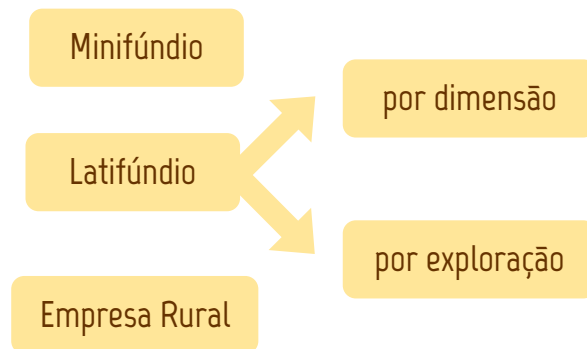 Minifúndio
Latifúndio
por dimensão
por exploração
Empresa Rural